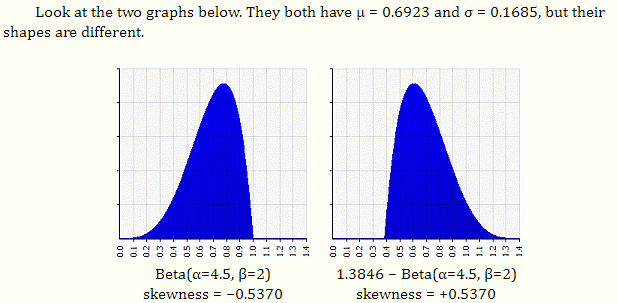 Look at the two graphs below. They both have μ = 0.6923 and σ = 0.1685, but their
shapes are different.
0.0 0.1 0.2 0.3 0.4 0.5 0.6 0.7 0.8 0.9 1.0 1.1 1.2 1.3 1.4
0.0 0.1 0.2 0.3 0.4 0.5 0.6 0.7 0.8 0.9 1.0 1.1 1.2 1.3 1.4
Beta(α=4.5, β=2)
skewness = −0.5370
1.3846 − Beta(α=4.5, β=2)
skewness = +0.5370